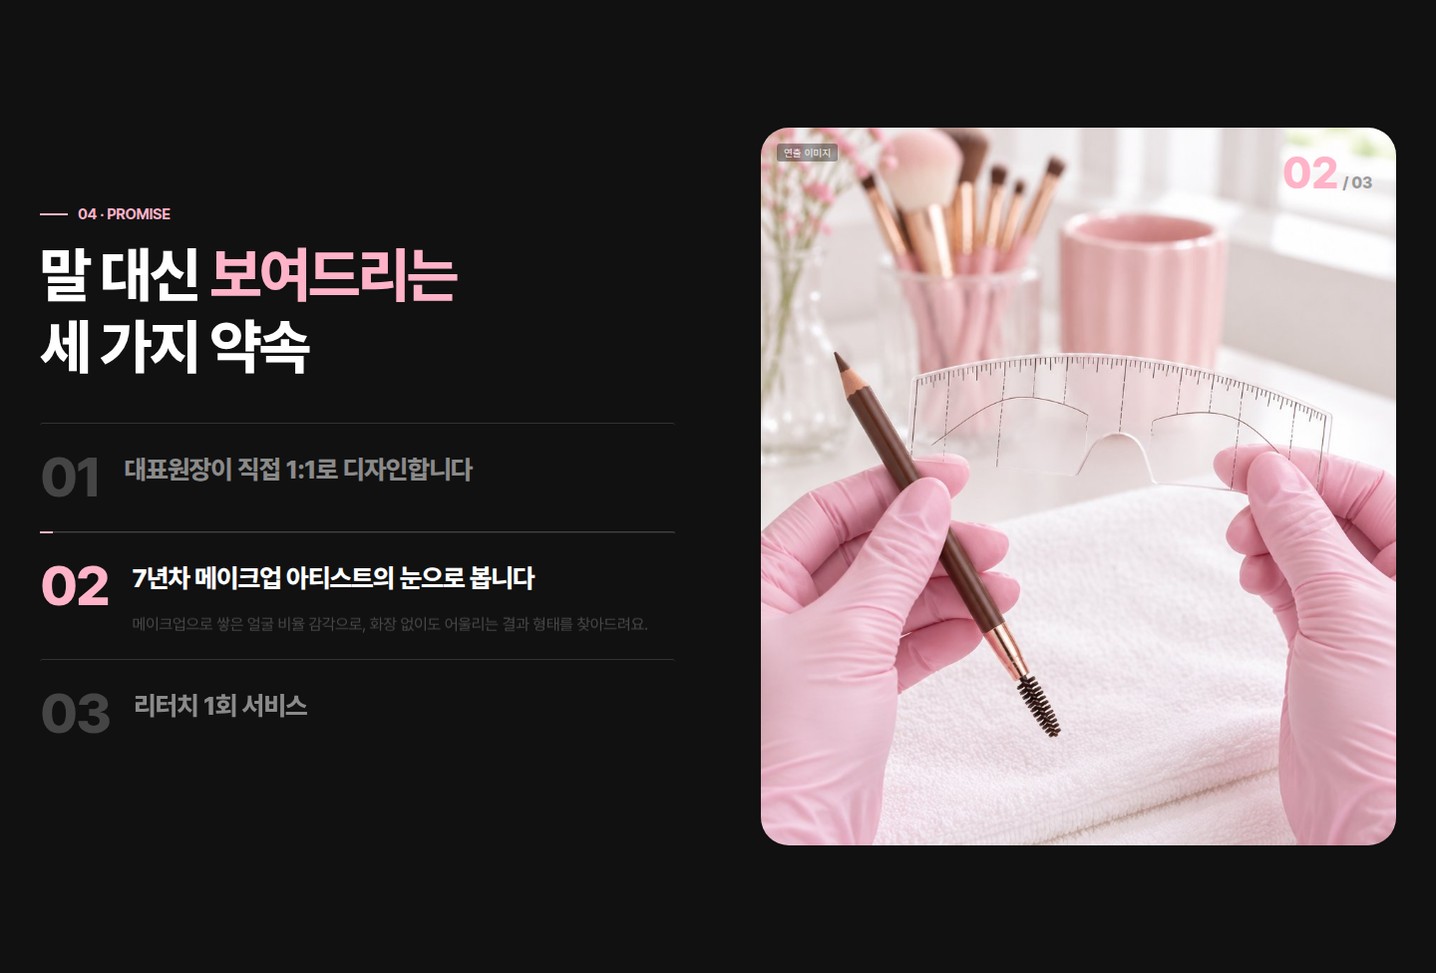 04 · PROMISE
말 대신 보여드리는
세 가지 약속
01 대표원장이 직접 1:1로 디자인합니다
02 7년차 메이크업 아티스트의 눈으로 봅니다
메이크업으로 쌓은 얼굴 비율 감각으로, 화장 없이도 어울리는 결과 형태를 찾아드려요.
03 리터치 1회 서비스
연출 이미지
02 / 03